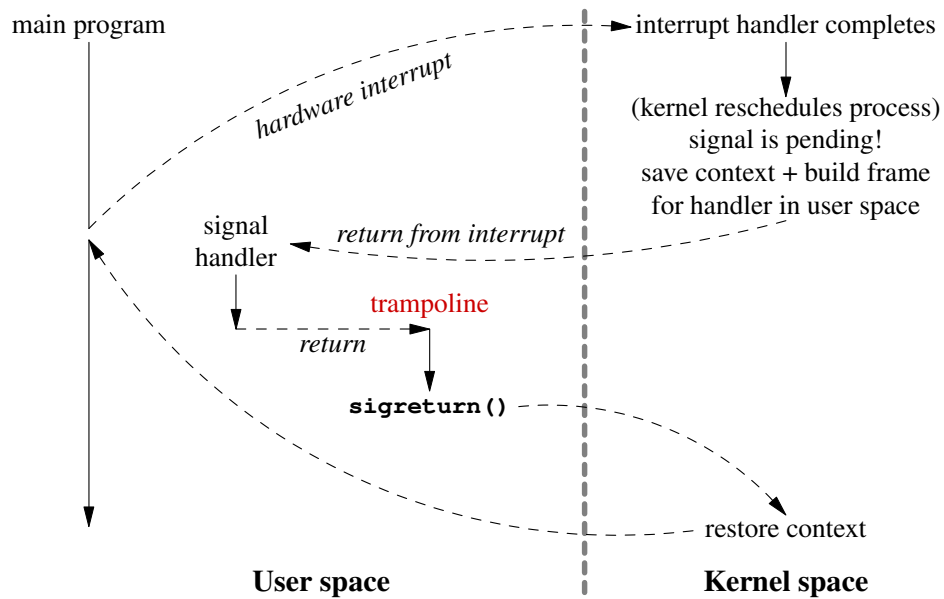 main program
interrupt handler completes
hardware interrupt
(kernel reschedules process)
signal is pending!
save context + build frame
for handler in user space
signal
handler
return from interrupt
trampoline
return
sigreturn()
restore context
User space
Kernel space